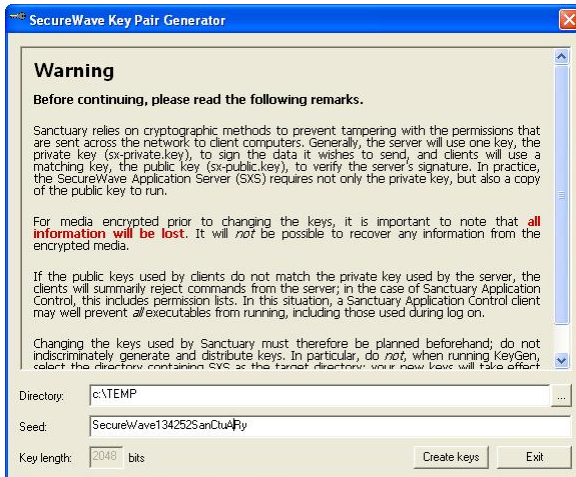 SecureWave Key Pair Generator
Warning
Before continuing, please read the following remarks.
Sanctuary relies on cryptographic methods to prevent tampering with the permissions that
are sent across the network to client computers. Generally, the server will use one key, the
private key (sx-private.key), to sign the data it wishes to send, and clients will use a
matching key, the public key (sx-public.key), to verify the server's signature. In practice,
the SecureWave Application Server (SXS) requires not only the private key, but also a copy
of the public key to run.
For media encrypted prior to changing the keys, it is important to note that all
information will be lost. It will not be possible to recover any information from the
encrypted media.
If the public keys used by clients do not match the private key used by the server, the
clients will summarily reject commands from the server; in the case of Sanctuary Application
Control, this includes permission lists. In this situation, a Sanctuary Application Control client
may well prevent all executables from running, including those used during log on.
Changing the keys used by Sanctuary must therefore be planned beforehand; do not
indiscriminately generate and distribute keys. In particular, do not, when running KeyGen,
select the directory containing SXS as the target directory: your new keys will take effect
Directory: c:\TEMP ...
Seed: SecureWave134252SanCtuARy
Key length: 2048 bits Create keys Exit